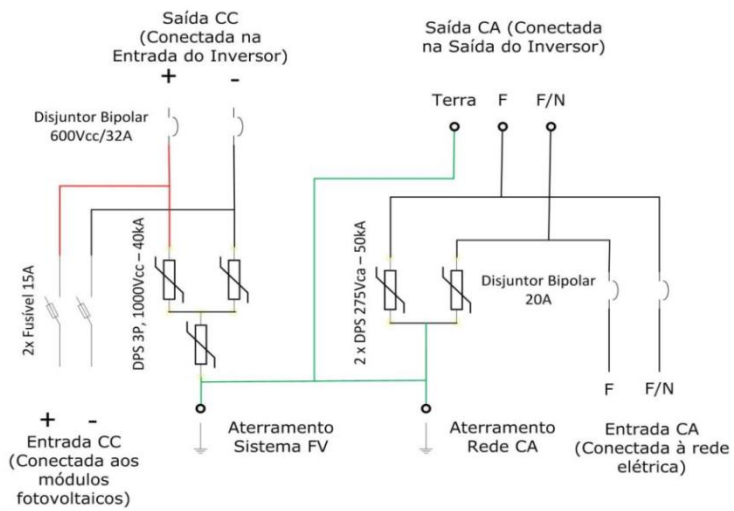 Saída CC
(Conectada na
Entrada do Inversor)
+ -
Saída CA (Conectada
na Saída do Inversor)
Terra F F/N
Disjuntor Bipolar
600Vcc/32A
2x Fusível 15A
DPS 3P, 1000Vcc – 40kA
2 x DPS 275Vca – 50kA
Disjuntor Bipolar
20A
F F/N
+ -
Entrada CC
(Conectada aos
módulos
fotovoltaicos)
Aterramento
Sistema FV
Aterramento
Rede CA
Entrada CA
(Conectada à rede
elétrica)